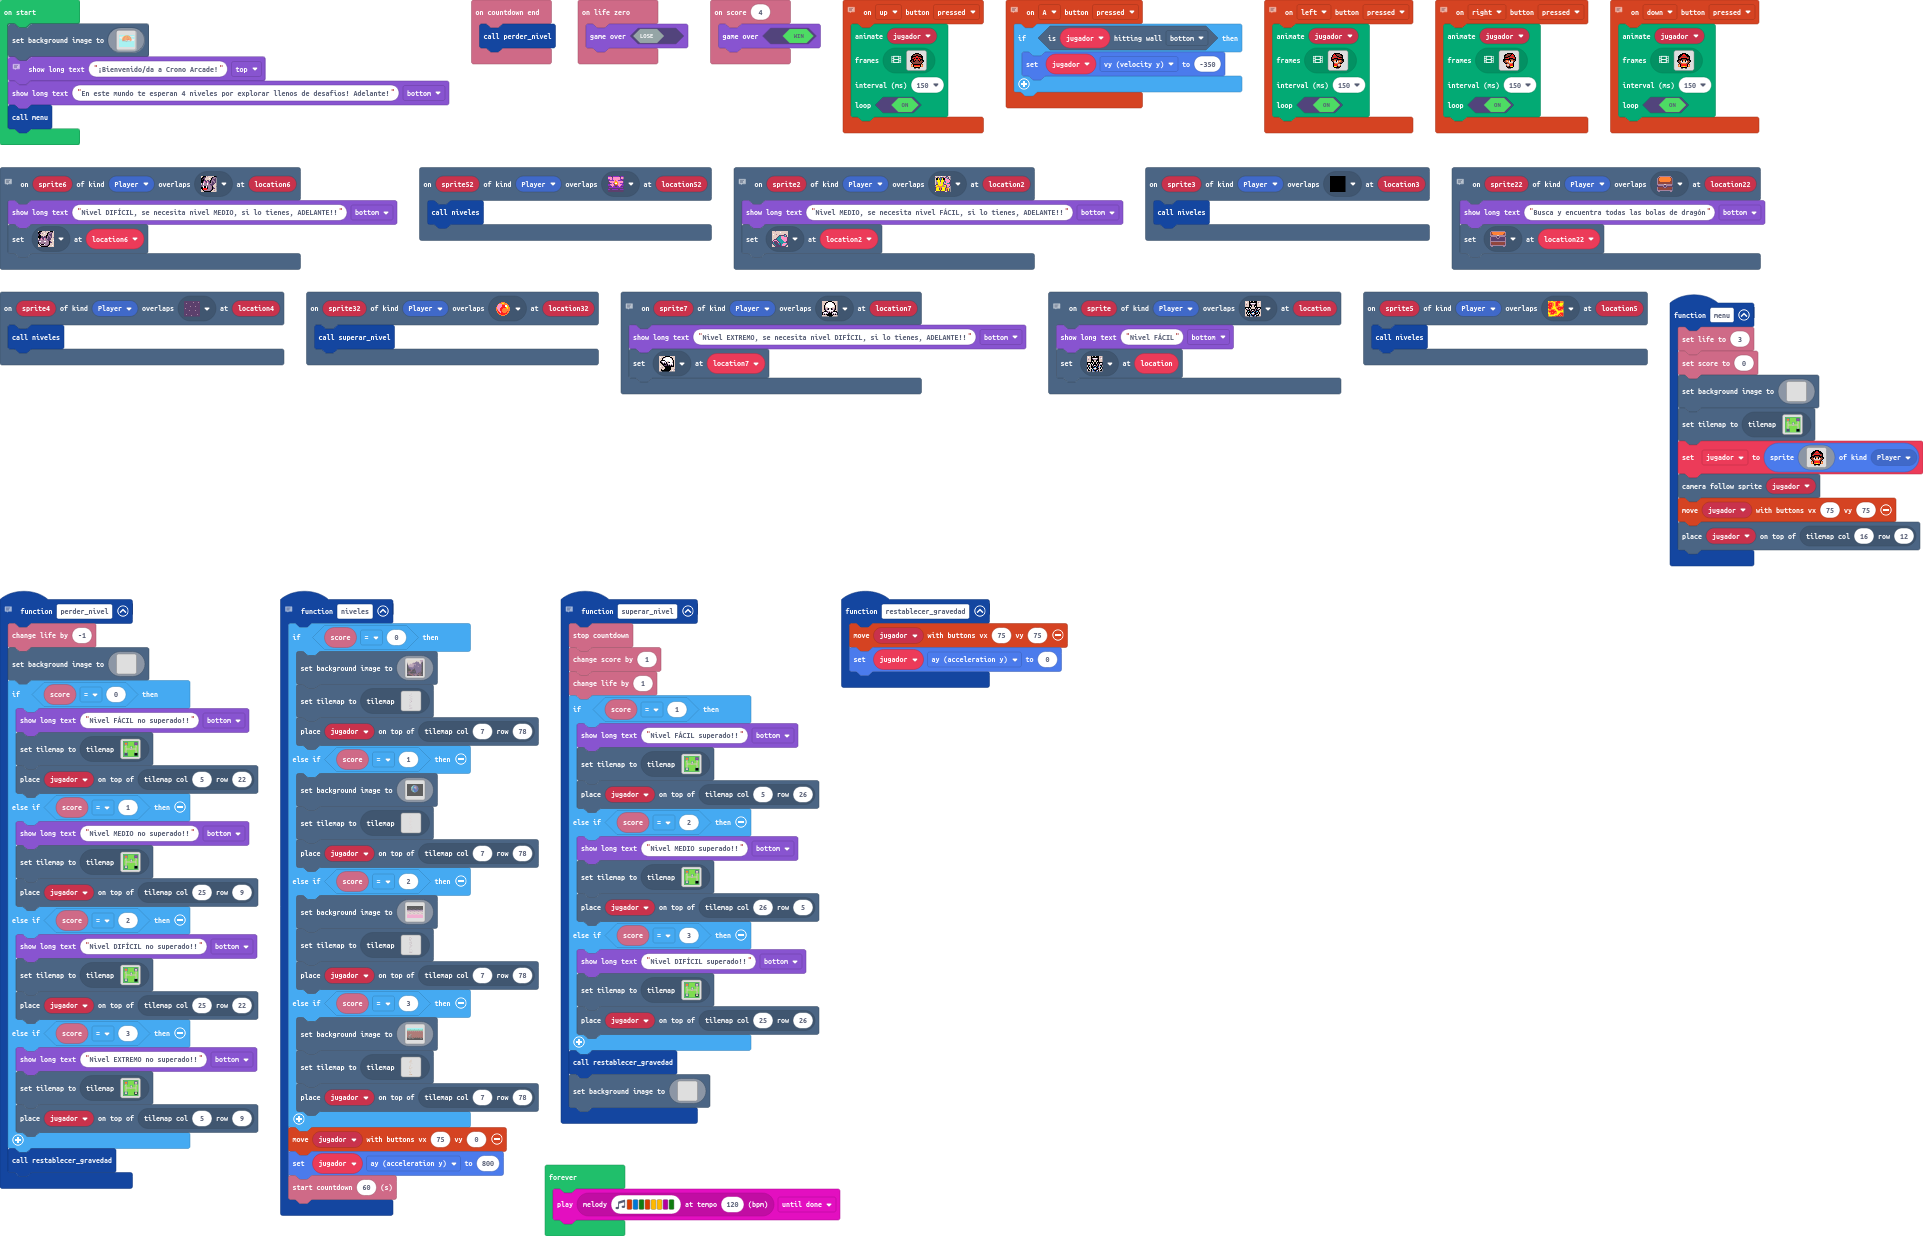 on start
set background image to
show long text "¡Bienvenido/da a Crono Arcade!" top
show long text "En este mundo te esperan 4 niveles por explorar llenos de desafíos! Adelante!" bottom
call menu
on countdown end
call perder_nivel
on life zero
game over LOSE
on score 4
game over WIN
on up button pressed
animate jugador
frames
interval (ms) 150
loop ON
on A button pressed
if is jugador hitting wall bottom then
set jugador vy (velocity y) to -350
on left button pressed
animate jugador
frames
interval (ms) 150
loop ON
on right button pressed
animate jugador
frames
interval (ms) 150
loop ON
on down button pressed
animate jugador
frames
interval (ms) 150
loop ON
on sprite6 of kind Player overlaps at location6
show long text "Nivel DIFÍCIL, se necesita nivel MEDIO, si lo tienes, ADELANTE!!" bottom
set at location6
on sprite52 of kind Player overlaps at location52
call niveles
on sprite2 of kind Player overlaps at location2
show long text "Nivel MEDIO, se necesita nivel FÁCIL, si lo tienes, ADELANTE!!" bottom
set at location2
on sprite3 of kind Player overlaps at location3
call niveles
on sprite22 of kind Player overlaps at location22
show long text "Busca y encuentra todas las bolas de dragón" bottom
set at location22
on sprite4 of kind Player overlaps at location4
call niveles
on sprite32 of kind Player overlaps at location32
call superar_nivel
on sprite7 of kind Player overlaps at location7
show long text "Nivel EXTREMO, se necesita nivel DIFÍCIL, si lo tienes, ADELANTE!!" bottom
set at location7
on sprite of kind Player overlaps at location
show long text "Nivel FÁCIL" bottom
set at location
on sprite5 of kind Player overlaps at location5
call niveles
function menu
set life to 3
set score to 0
set background image to
set tilemap to tilemap
set jugador to sprite of kind Player
camera follow sprite jugador
move jugador with buttons vx 75 vy 75
place jugador on top of tilemap col 16 row 12
function perder_nivel
change life by -1
set background image to
if score = 0 then
show long text "Nivel FÁCIL no superado!!" bottom
set tilemap to tilemap
place jugador on top of tilemap col 5 row 22
else if score = 1 then
show long text "Nivel MEDIO no superado!!" bottom
set tilemap to tilemap
place jugador on top of tilemap col 25 row 9
else if score = 2 then
show long text "Nivel DIFÍCIL no superado!!" bottom
set tilemap to tilemap
place jugador on top of tilemap col 25 row 22
else if score = 3 then
show long text "Nivel EXTREMO no superado!!" bottom
set tilemap to tilemap
place jugador on top of tilemap col 5 row 9
call restablecer_gravedad
function niveles
if score = 0 then
set background image to
set tilemap to tilemap
place jugador on top of tilemap col 7 row 78
else if score = 1 then
set background image to
set tilemap to tilemap
place jugador on top of tilemap col 7 row 78
else if score = 2 then
set background image to
set tilemap to tilemap
place jugador on top of tilemap col 7 row 78
else if score = 3 then
set background image to
set tilemap to tilemap
place jugador on top of tilemap col 7 row 78
move jugador with buttons vx 75 vy 0
set jugador ay (acceleration y) to 800
start countdown 60 (s)
function superar_nivel
stop countdown
change score by 1
change life by 1
if score = 1 then
show long text "Nivel FÁCIL superado!!" bottom
set tilemap to tilemap
place jugador on top of tilemap col 5 row 26
else if score = 2 then
show long text "Nivel MEDIO superado!!" bottom
set tilemap to tilemap
place jugador on top of tilemap col 26 row 5
else if score = 3 then
show long text "Nivel DIFÍCIL superado!!" bottom
set tilemap to tilemap
place jugador on top of tilemap col 25 row 26
call restablecer_gravedad
set background image to
function restablecer_gravedad
move jugador with buttons vx 75 vy 75
set jugador ay (acceleration y) to 0
forever
play melody at tempo 120 (bpm) until done